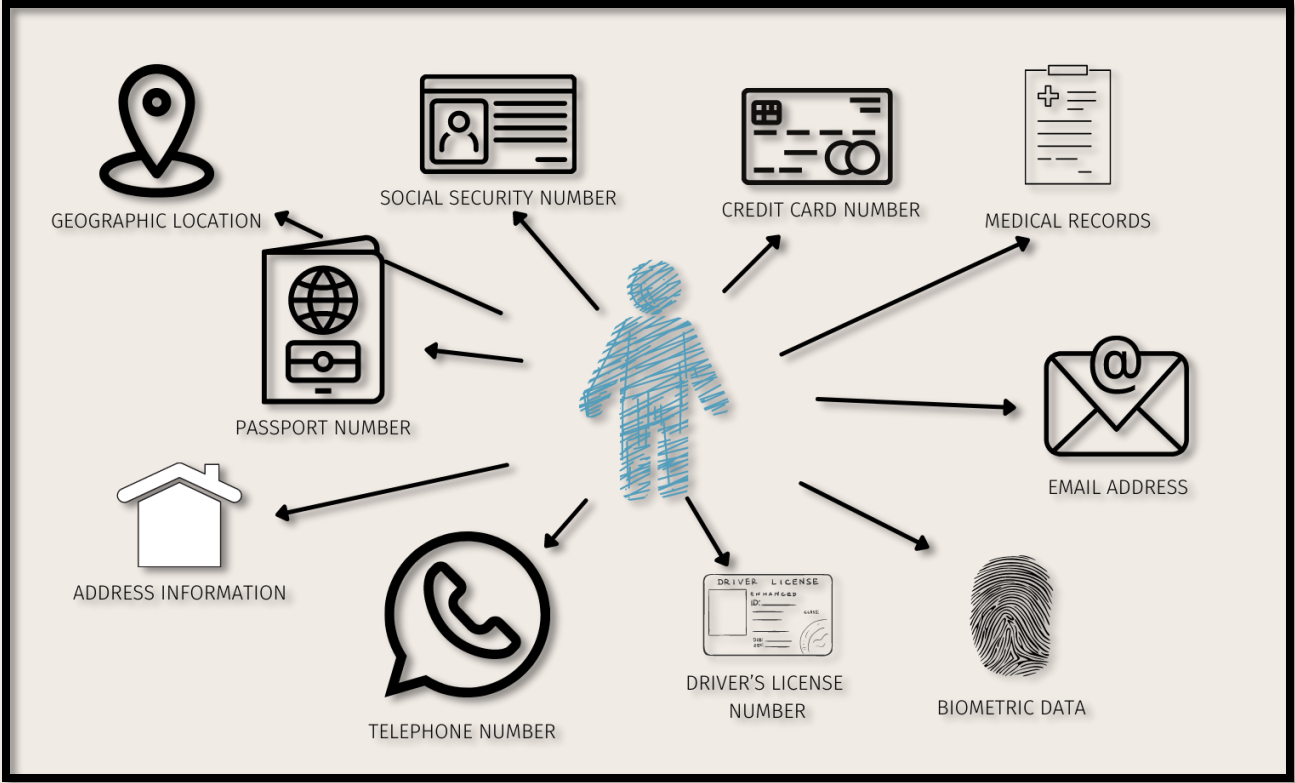 GEOGRAPHIC LOCATION
SOCIAL SECURITY NUMBER
CREDIT CARD NUMBER
MEDICAL RECORDS
PASSPORT NUMBER
@
EMAIL ADDRESS
ADDRESS INFORMATION
TELEPHONE NUMBER
DRIVER LICENSE
ENHANCED
ID:
DRIVER'S LICENSE
NUMBER
BIOMETRIC DATA